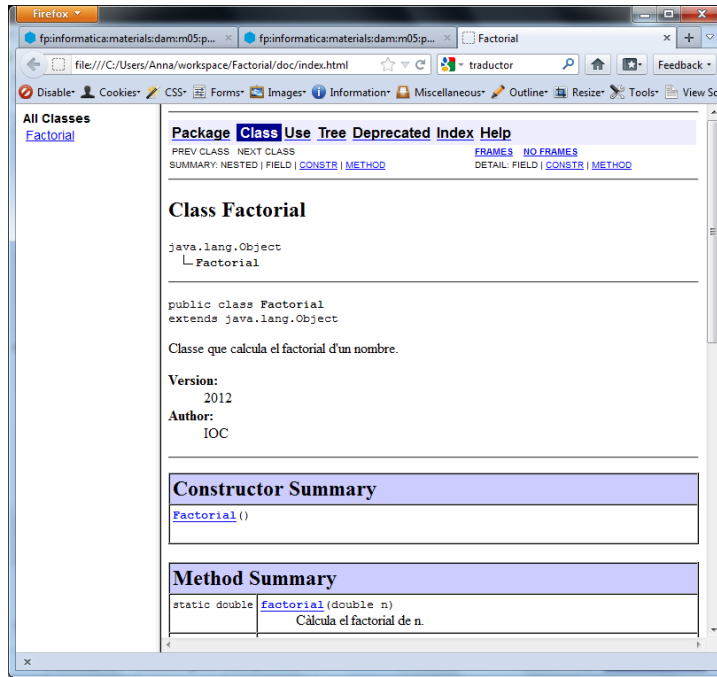 Firefox
fp:informatica:materials:dam:m05:p...
fp:informatica:materials:dam:m05:p...
Factorial
file:///C:/Users/Anna/workspace/Factorial/doc/index.html
traductor
Feedback
Disable Cookies CSS Forms Images Information Miscellaneous Outline Resize Tools View So
All Classes
Factorial
Package Class Use Tree Deprecated Index Help
PREV CLASS NEXT CLASS
FRAMES NO FRAMES
SUMMARY: NESTED | FIELD | CONSTR | METHOD
DETAIL: FIELD | CONSTR | METHOD
Class Factorial
java.lang.Object
Factorial
public class Factorial
extends java.lang.Object
Classe que calcula el factorial d'un nombre.
Version:
2012
Author:
IOC
Constructor Summary
Factorial()
Method Summary
static double factorial(double n)
Càlcula el factorial de n.